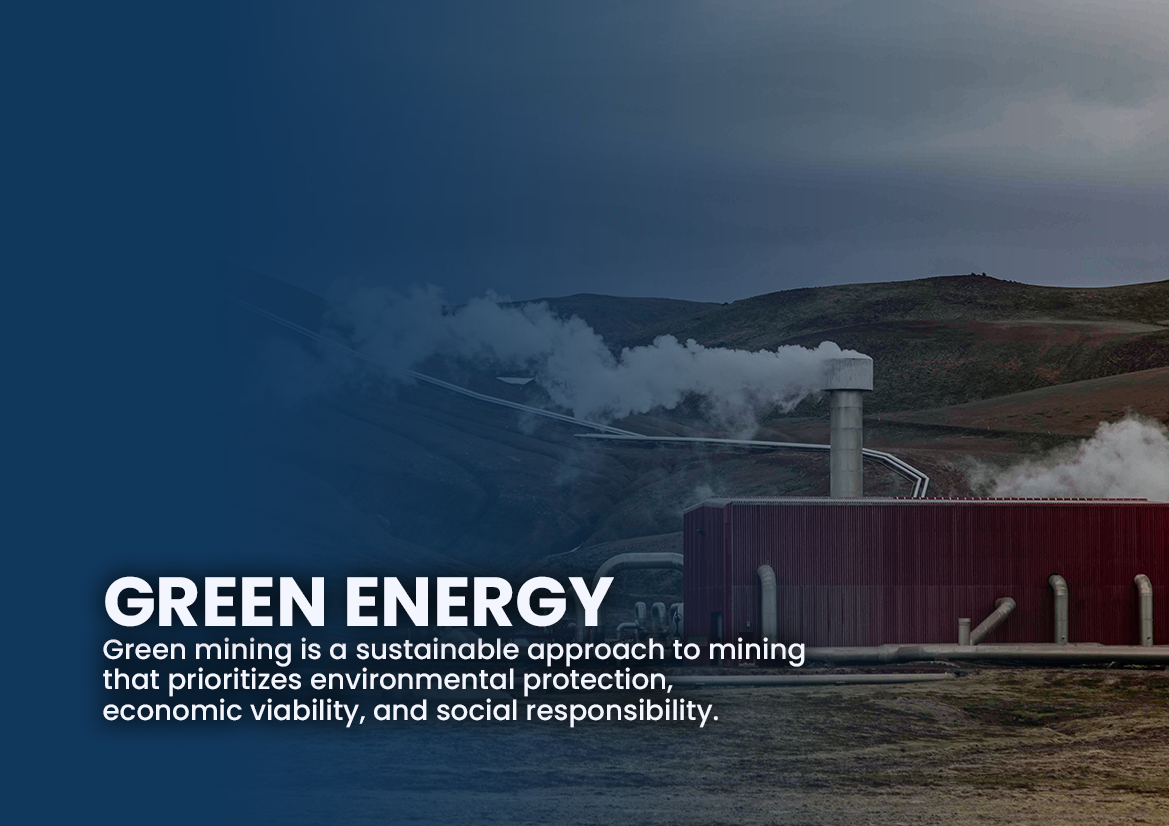 GREEN ENERGY
Green mining is a sustainable approach to mining
that prioritizes environmental protection,
economic viability, and social responsibility.